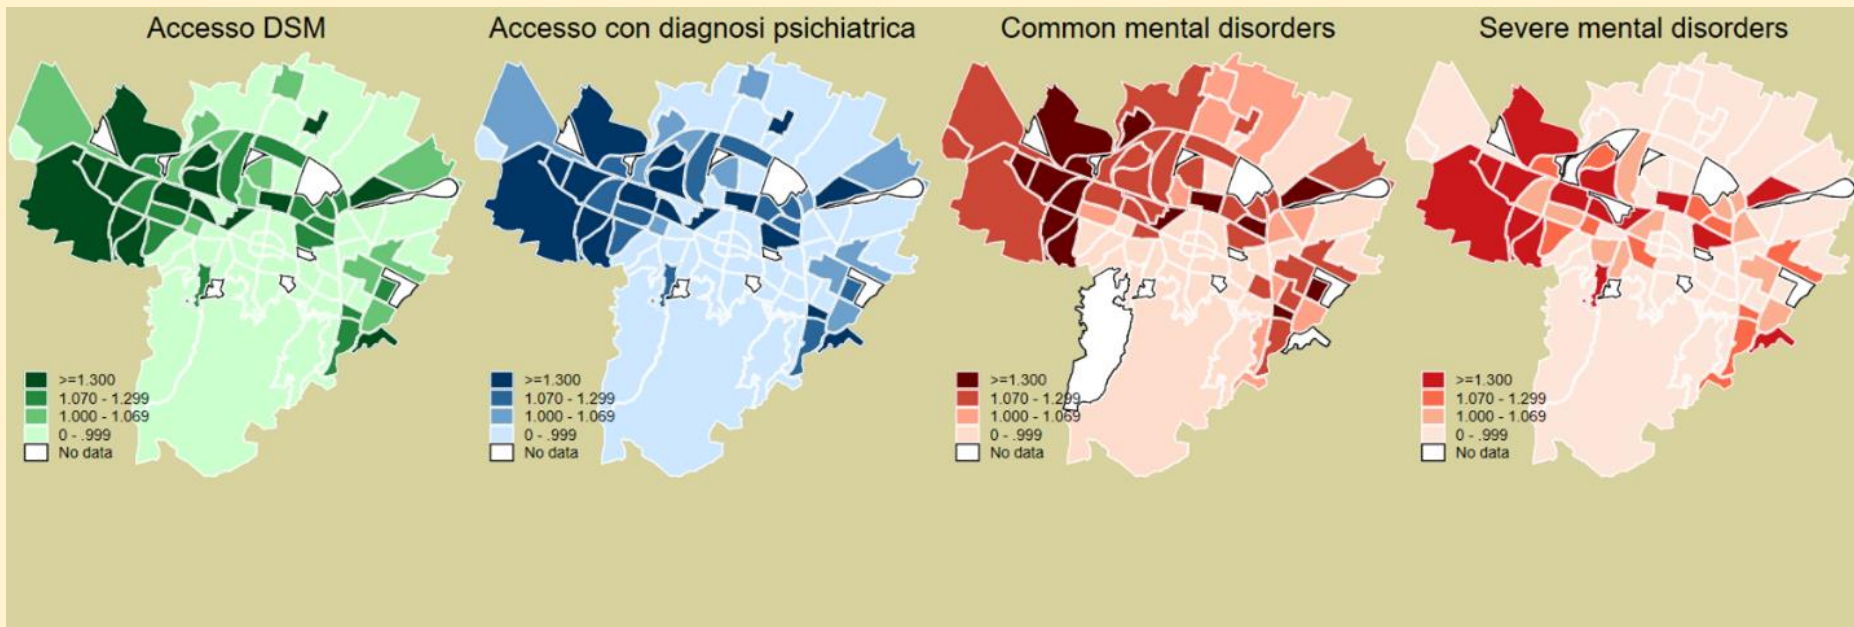 Accesso DSM
>=1.300
1.070 - 1.299
1.000 - 1.069
0 - .999
No data
Accesso con diagnosi psichiatrica
>=1.300
1.070 - 1.299
1.000 - 1.069
0 - .999
No data
Common mental disorders
>=1.300
1.070 - 1.299
1.000 - 1.069
0 - .999
No data
Severe mental disorders
>=1.300
1.070 - 1.299
1.000 - 1.069
0 - .999
No data